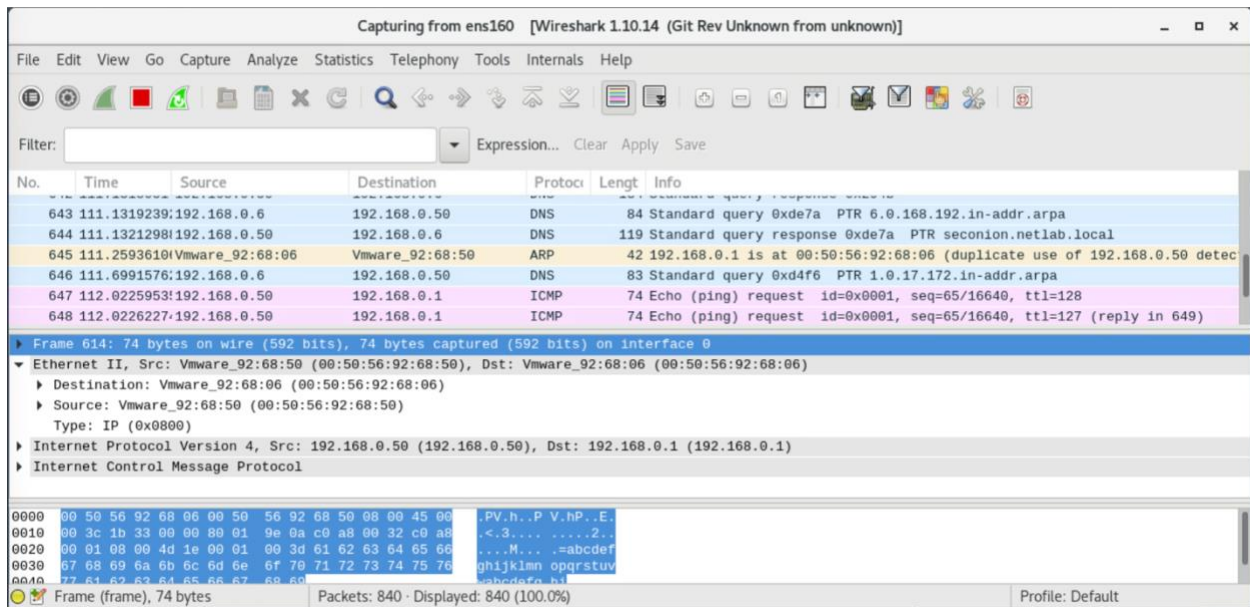 Capturing from ens160 [Wireshark 1.10.14 (Git Rev Unknown from unknown)]
File Edit View Go Capture Analyze Statistics Telephony Tools Internals Help
Filter: Expression... Clear Apply Save
No. Time Source Destination Protoco Lengt Info
643 111.1319239 192.168.0.6 192.168.0.50 DNS 84 Standard query 0xde7a PTR 6.0.168.192.in-addr.arpa
644 111.1321298 192.168.0.50 192.168.0.6 DNS 119 Standard query response 0xde7a PTR seconion.netlab.local
645 111.2593610 Vmware_92:68:06 Vmware_92:68:50 ARP 42 192.168.0.1 is at 00:50:56:92:68:06 (duplicate use of 192.168.0.50 detec
646 111.6991576 192.168.0.6 192.168.0.50 DNS 83 Standard query 0xd4f6 PTR 1.0.17.172.in-addr.arpa
647 112.0225953 192.168.0.50 192.168.0.1 ICMP 74 Echo (ping) request id=0x0001, seq=65/16640, ttl=128
648 112.0226227 192.168.0.50 192.168.0.1 ICMP 74 Echo (ping) request id=0x0001, seq=65/16640, ttl=127 (reply in 649)
Frame 614: 74 bytes on wire (592 bits), 74 bytes captured (592 bits) on interface 0
Ethernet II, Src: Vmware_92:68:50 (00:50:56:92:68:50), Dst: Vmware_92:68:06 (00:50:56:92:68:06)
Destination: Vmware_92:68:06 (00:50:56:92:68:06)
Source: Vmware_92:68:50 (00:50:56:92:68:50)
Type: IP (0x0800)
Internet Protocol Version 4, Src: 192.168.0.50 (192.168.0.50), Dst: 192.168.0.1 (192.168.0.1)
Internet Control Message Protocol
0000 00 50 56 92 68 06 00 50 56 92 68 50 08 00 45 00 .PV.h..P V.hP..E.
0010 00 3c 1b 33 00 00 80 01 9e 0a c0 a8 00 32 c0 a8 .<.3.... .....2..
0020 00 01 08 00 4d 1e 00 01 00 3d 61 62 63 64 65 66 ....M... .=abcdef
0030 67 68 69 6a 6b 6c 6d 6e 6f 70 71 72 73 74 75 76 ghijklmn opqrstuv
0040 77 61 62 63 64 65 66 67 68 69 wabcdefg hi
Frame (frame), 74 bytes Packets: 840 · Displayed: 840 (100.0%) Profile: Default